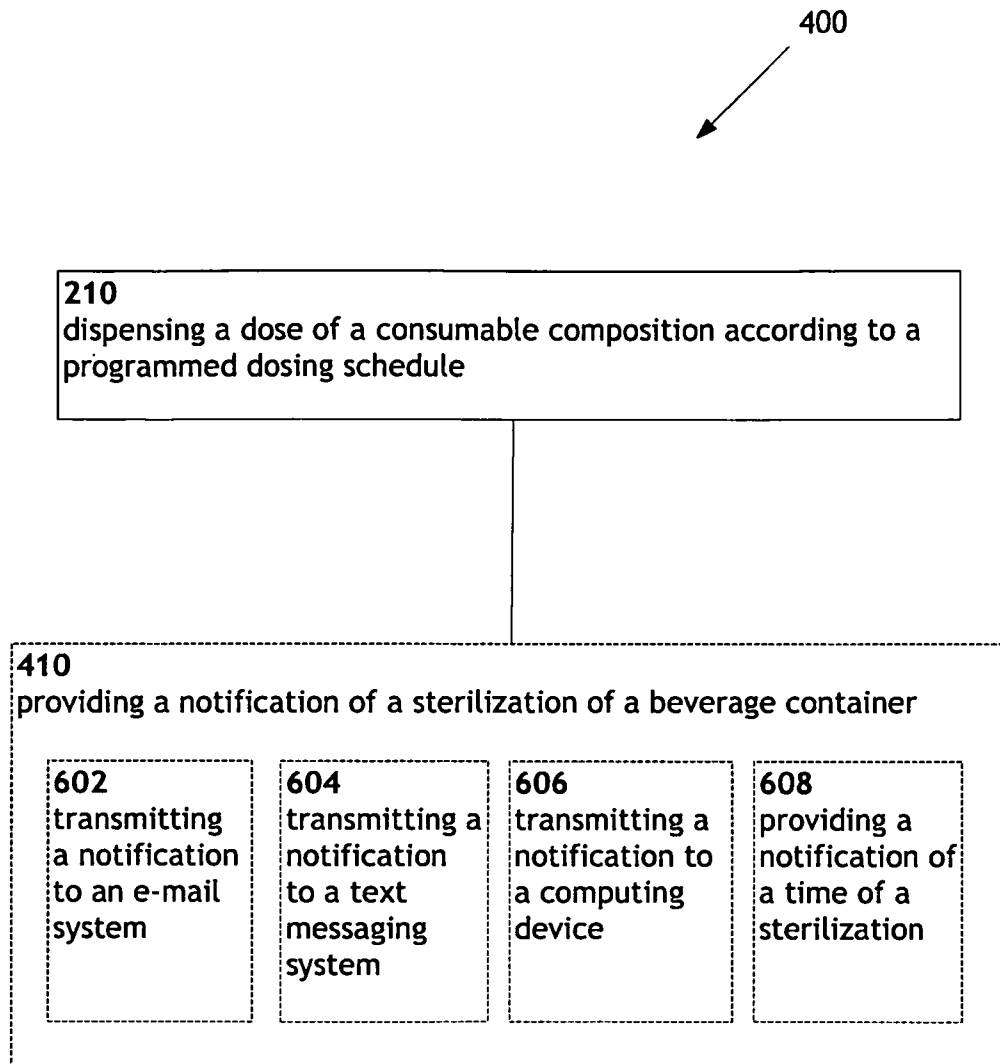 400
210
dispensing a dose of a consumable composition according to a
programmed dosing schedule
410
providing a notification of a sterilization of a beverage container
602
transmitting
a notification
to an e-mail
system
604
transmitting a
notification
to a text
messaging
system
606
transmitting a
notification to
a computing
device
608
providing a
notification of
a time of a
sterilization